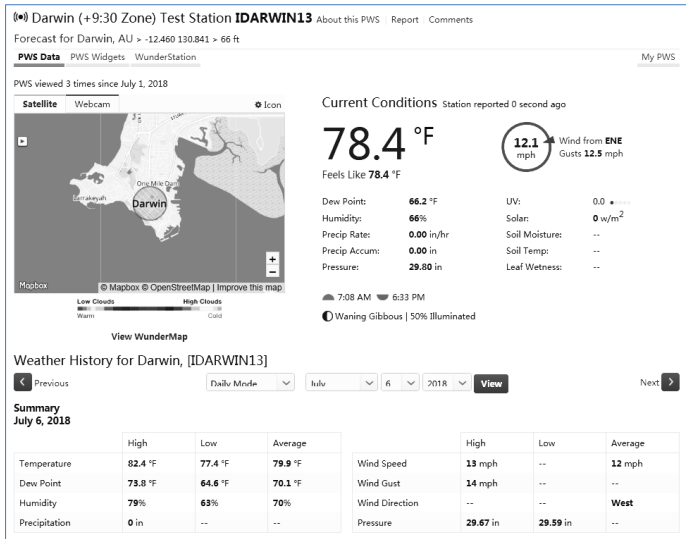 Darwin (+9:30 Zone) Test Station IDARWIN13 About this PWS | Report | Comments
Forecast for Darwin, AU > -12.460 130.841 > 66 ft
PWS Data PWS Widgets WunderStation My PWS
PWS viewed 3 times since July 1, 2018
Satellite Webcam Icon
One Mile Dam
Larrakeyah
Darwin
+
−
Mapbox © Mapbox © OpenStreetMap | Improve this map
Low Clouds High Clouds
Warm Cold
View WunderMap
Current Conditions Station reported 0 second ago
78.4 °F
Feels Like 78.4 °F
12.1
mph
Wind from ENE
Gusts 12.5 mph
Dew Point: 66.2 °F
Humidity: 66%
Precip Rate: 0.00 in/hr
Precip Accum: 0.00 in
Pressure: 29.80 in
UV: 0.0
Solar: 0 w/m²
Soil Moisture: --
Soil Temp: --
Leaf Wetness: --
7:08 AM 6:33 PM
Waning Gibbous | 50% Illuminated
Weather History for Darwin, [IDARWIN13]
Previous Daily Mode July 6 2018 View Next
Summary
July 6, 2018
High Low Average
Temperature 82.4 °F 77.4 °F 79.9 °F
Dew Point 73.8 °F 64.6 °F 70.1 °F
Humidity 79% 63% 70%
Precipitation 0 in -- --
High Low Average
Wind Speed 13 mph -- 12 mph
Wind Gust 14 mph -- --
Wind Direction -- -- West
Pressure 29.67 in 29.59 in --